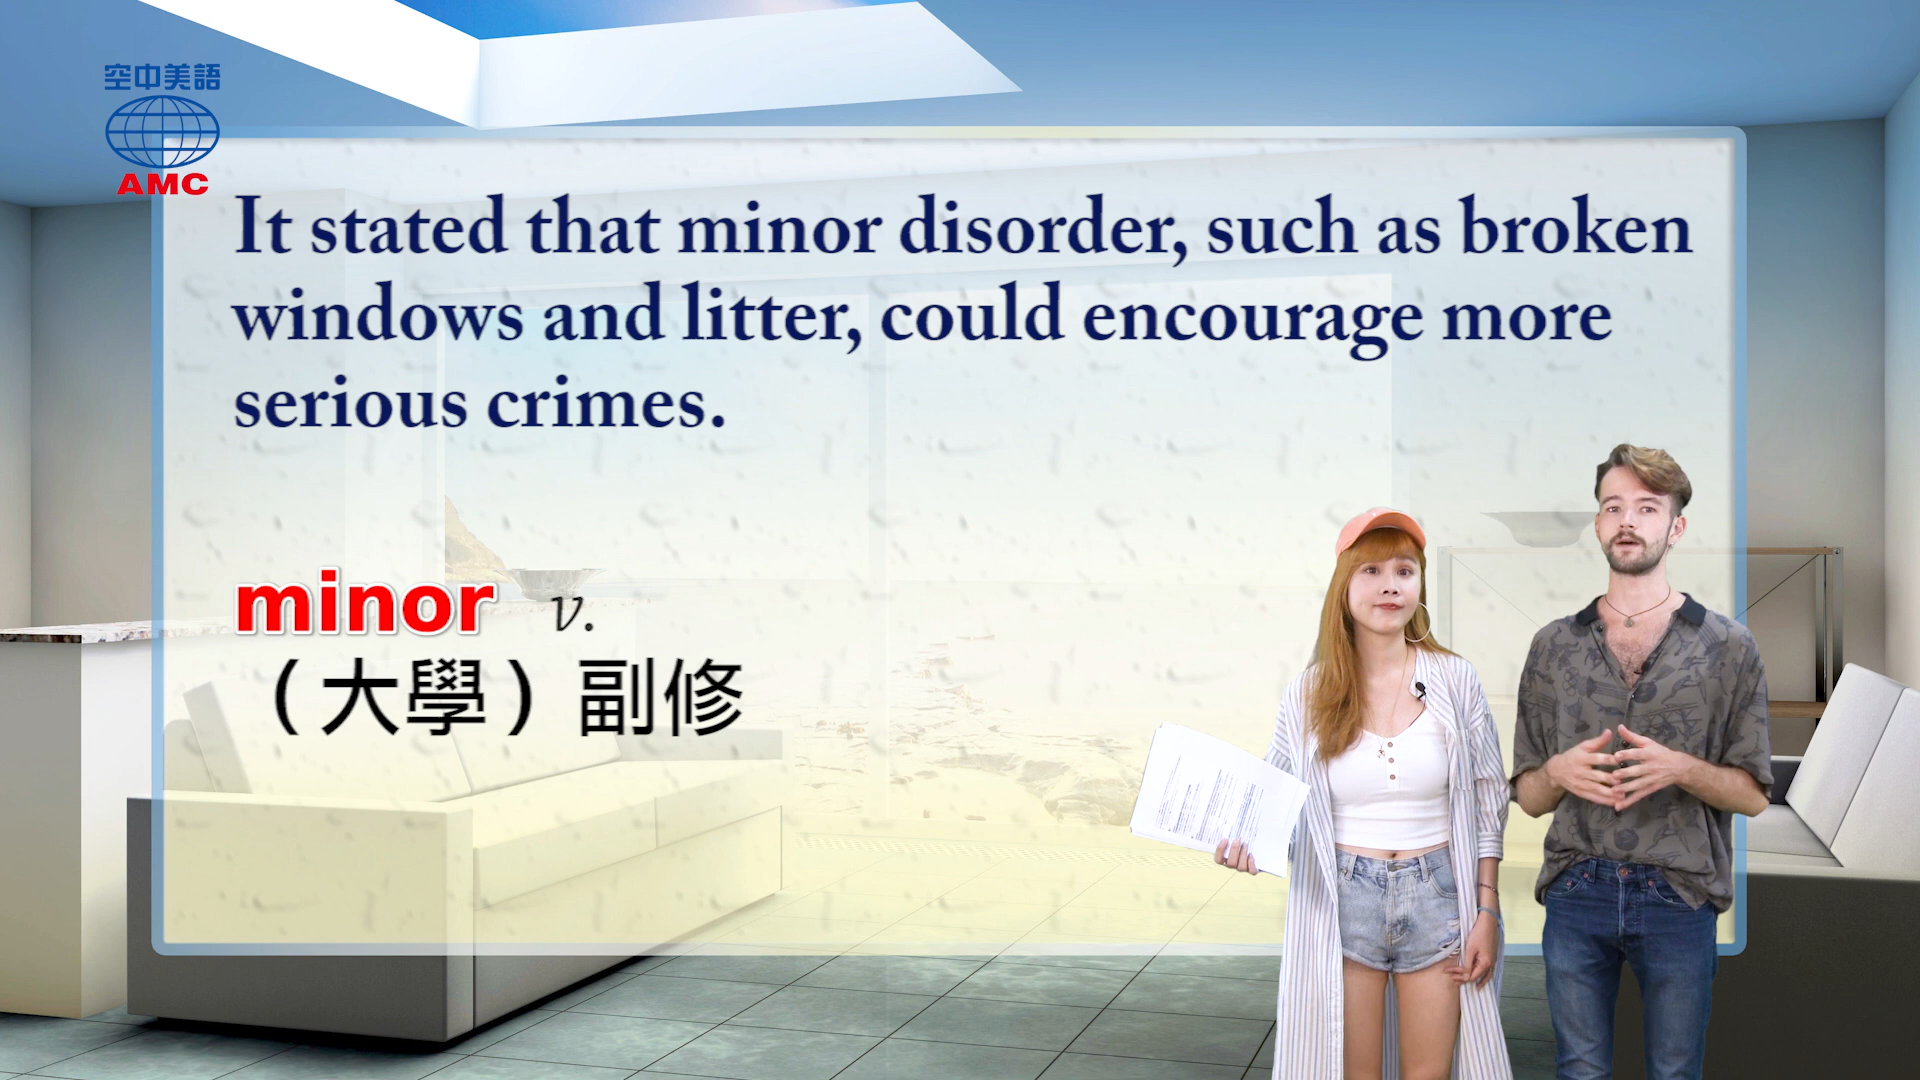 空中美語
AMC
It stated that minor disorder, such as broken
windows and litter, could encourage more
serious crimes.
minor v.
（大學）副修